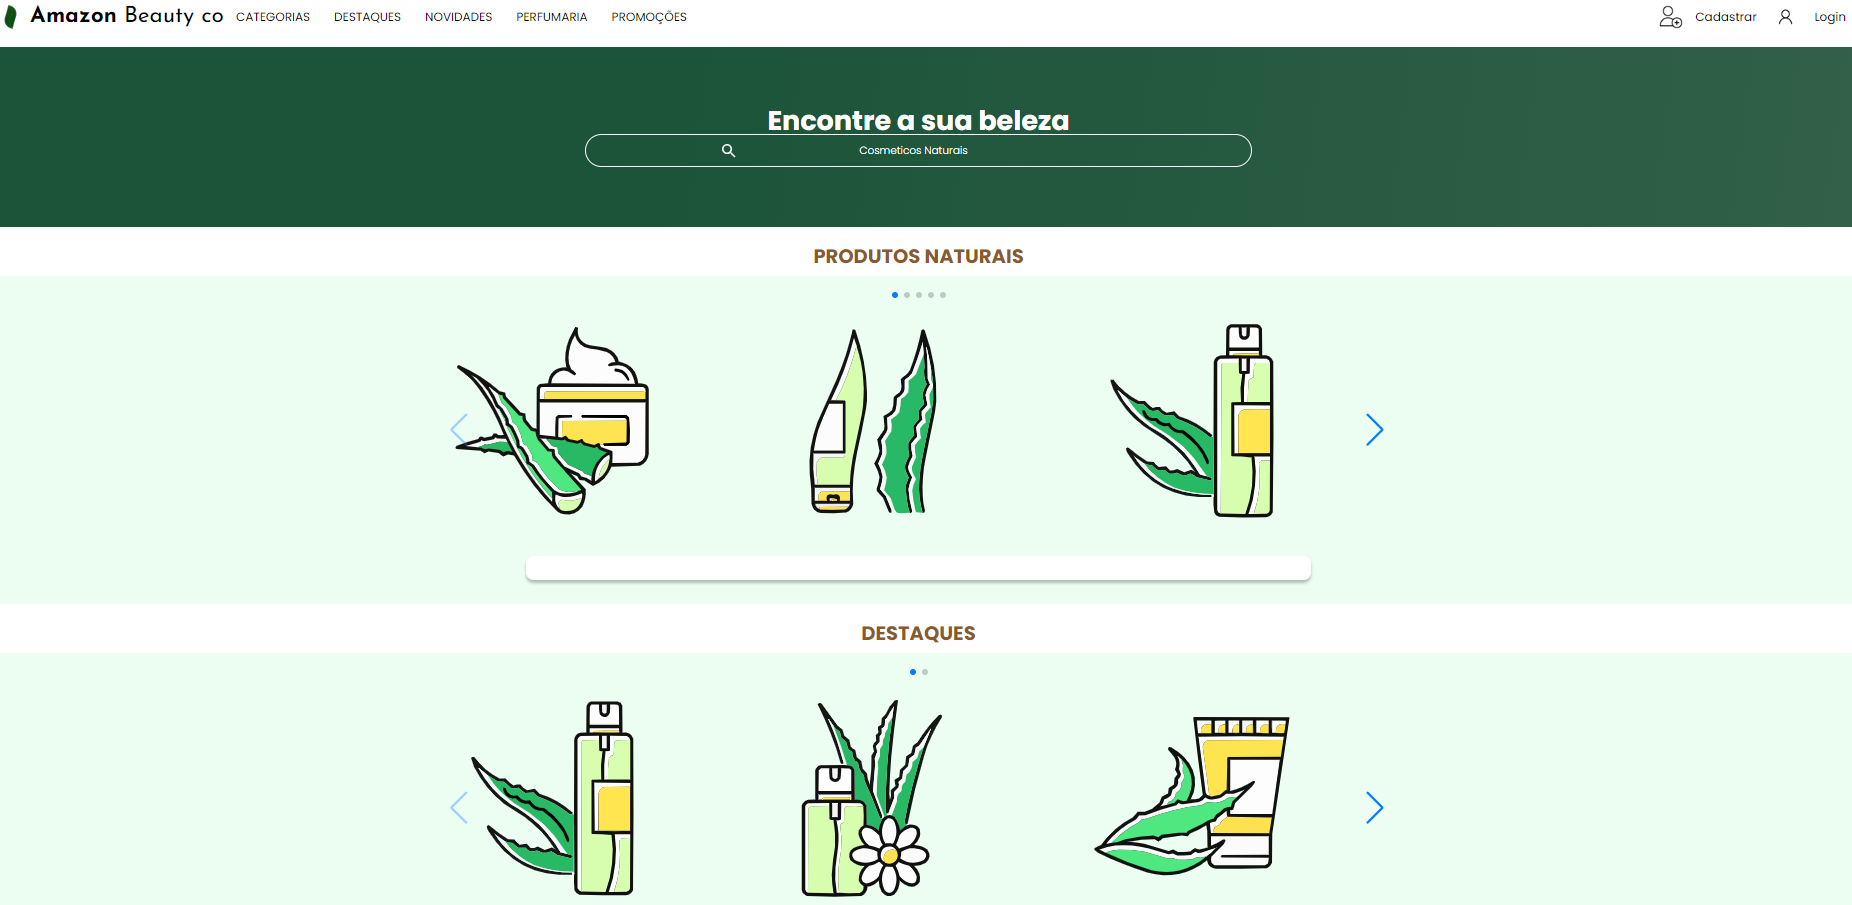 Amazon Beauty co CATEGORIAS DESTAQUES NOVIDADES PERFUMARIA PROMOÇÕES Cadastrar Login
Encontre a sua beleza
Cosmeticos Naturais
PRODUTOS NATURAIS
DESTAQUES